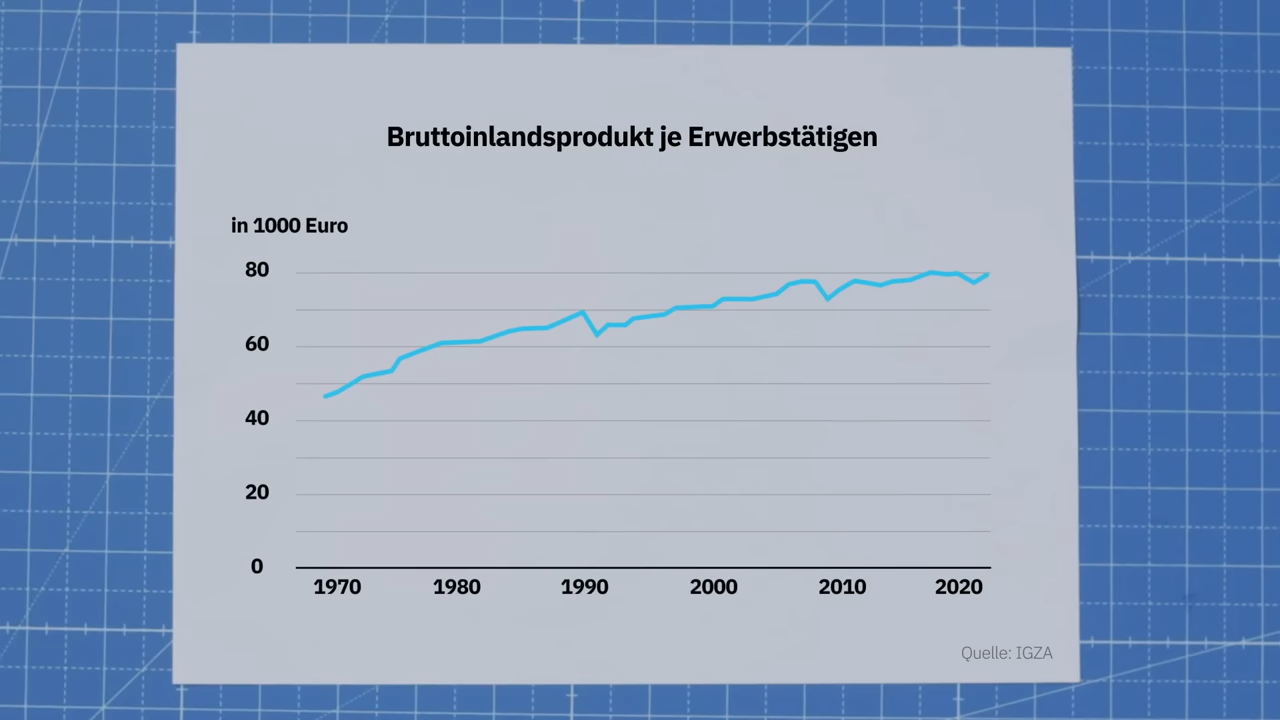 Bruttoinlandsprodukt je Erwerbstätigen
in 1000 Euro
80
60
40
20
0
1970 1980 1990 2000 2010 2020
Quelle: IGZA